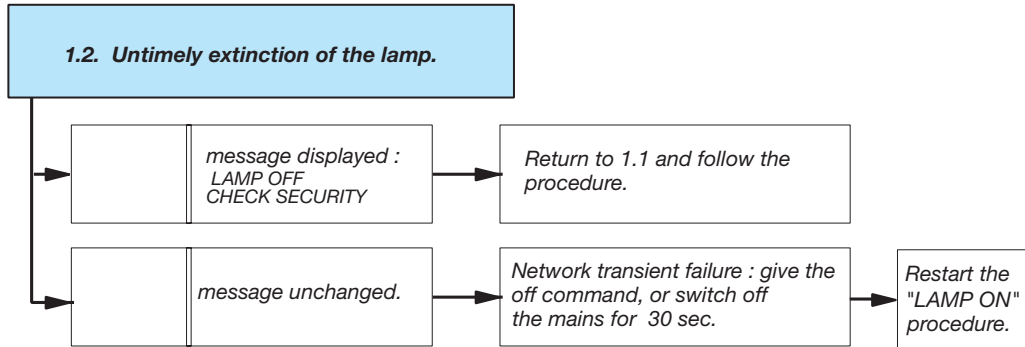 1.2. Untimely extinction of the lamp.
message displayed :
LAMP OFF
CHECK SECURITY
Return to 1.1 and follow the
procedure.
message unchanged.
Network transient failure : give the
off command, or switch off
the mains for 30 sec.
Restart the
"LAMP ON"
procedure.